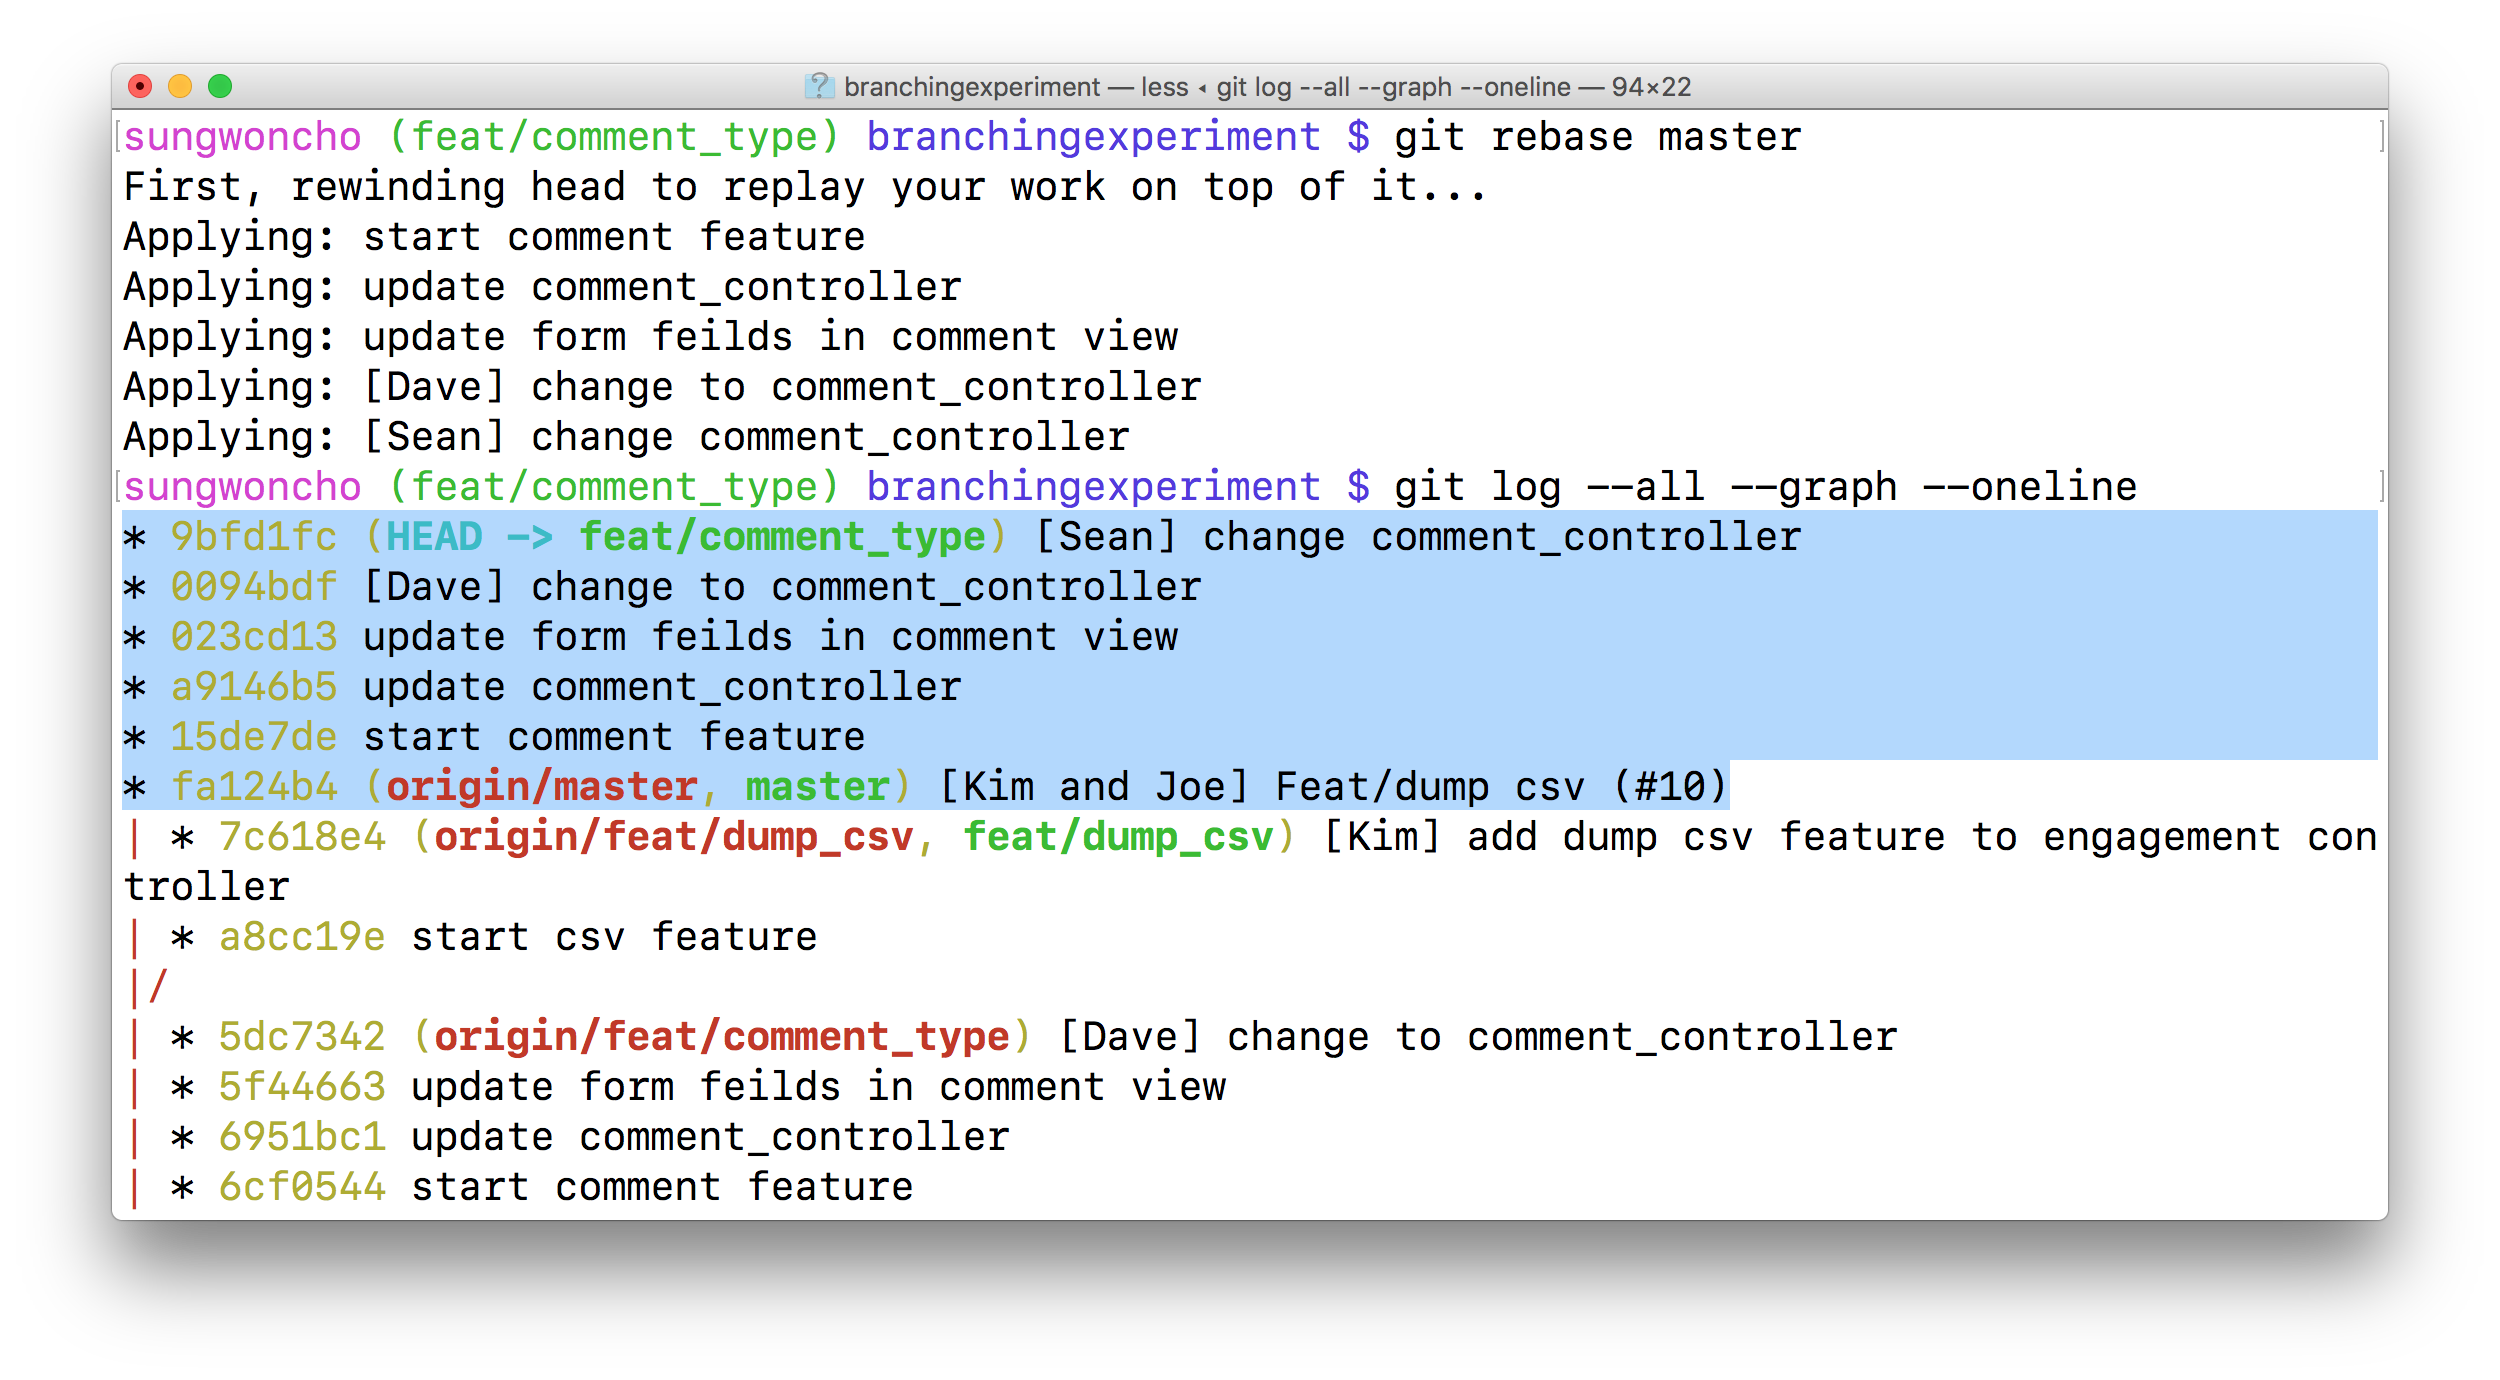 branchingexperiment — less ◂ git log --all --graph --oneline — 94×22
sungwoncho (feat/comment_type) branchingexperiment $ git rebase master
First, rewinding head to replay your work on top of it...
Applying: start comment feature
Applying: update comment_controller
Applying: update form feilds in comment view
Applying: [Dave] change to comment_controller
Applying: [Sean] change comment_controller
sungwoncho (feat/comment_type) branchingexperiment $ git log --all --graph --oneline
* 9bfd1fc (HEAD -> feat/comment_type) [Sean] change comment_controller
* 0094bdf [Dave] change to comment_controller
* 023cd13 update form feilds in comment view
* a9146b5 update comment_controller
* 15de7de start comment feature
* fa124b4 (origin/master, master) [Kim and Joe] Feat/dump csv (#10)
| * 7c618e4 (origin/feat/dump_csv, feat/dump_csv) [Kim] add dump csv feature to engagement con
troller
| * a8cc19e start csv feature
|/
| * 5dc7342 (origin/feat/comment_type) [Dave] change to comment_controller
| * 5f44663 update form feilds in comment view
| * 6951bc1 update comment_controller
| * 6cf0544 start comment feature